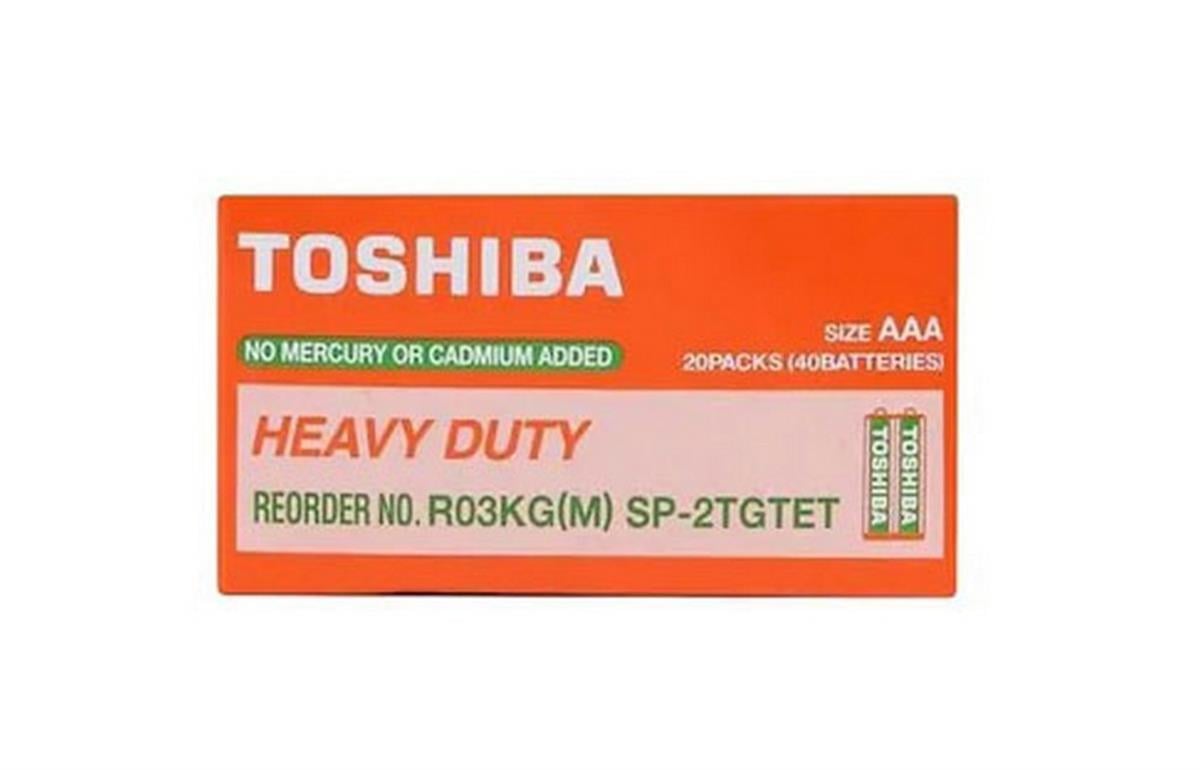 TOSHIBA
SIZE AAA
NO MERCURY OR CADMIUM ADDED
20PACKS (40BATTERIES)
HEAVY DUTY
REORDER NO. R03KG(M) SP-2TGTET
TOSHIBA
TOSHIBA